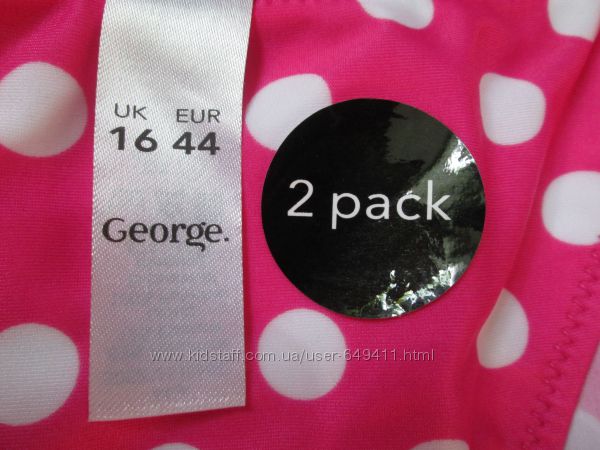 UK EUR
16 44
George.
2 pack
www.kidstaff.com.ua/user-649411.html